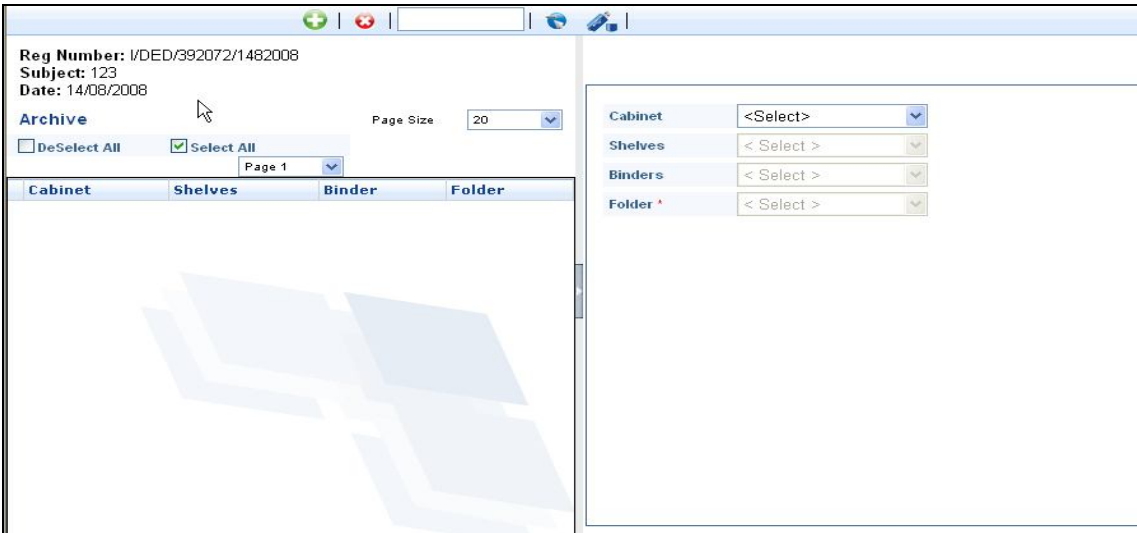 Reg Number: I/DED/392072/1482008
Subject: 123
Date: 14/08/2008
Archive
Page Size 20
DeSelect All Select All
Page 1
Cabinet Shelves Binder Folder
Cabinet <Select>
Shelves < Select >
Binders < Select >
Folder * < Select >